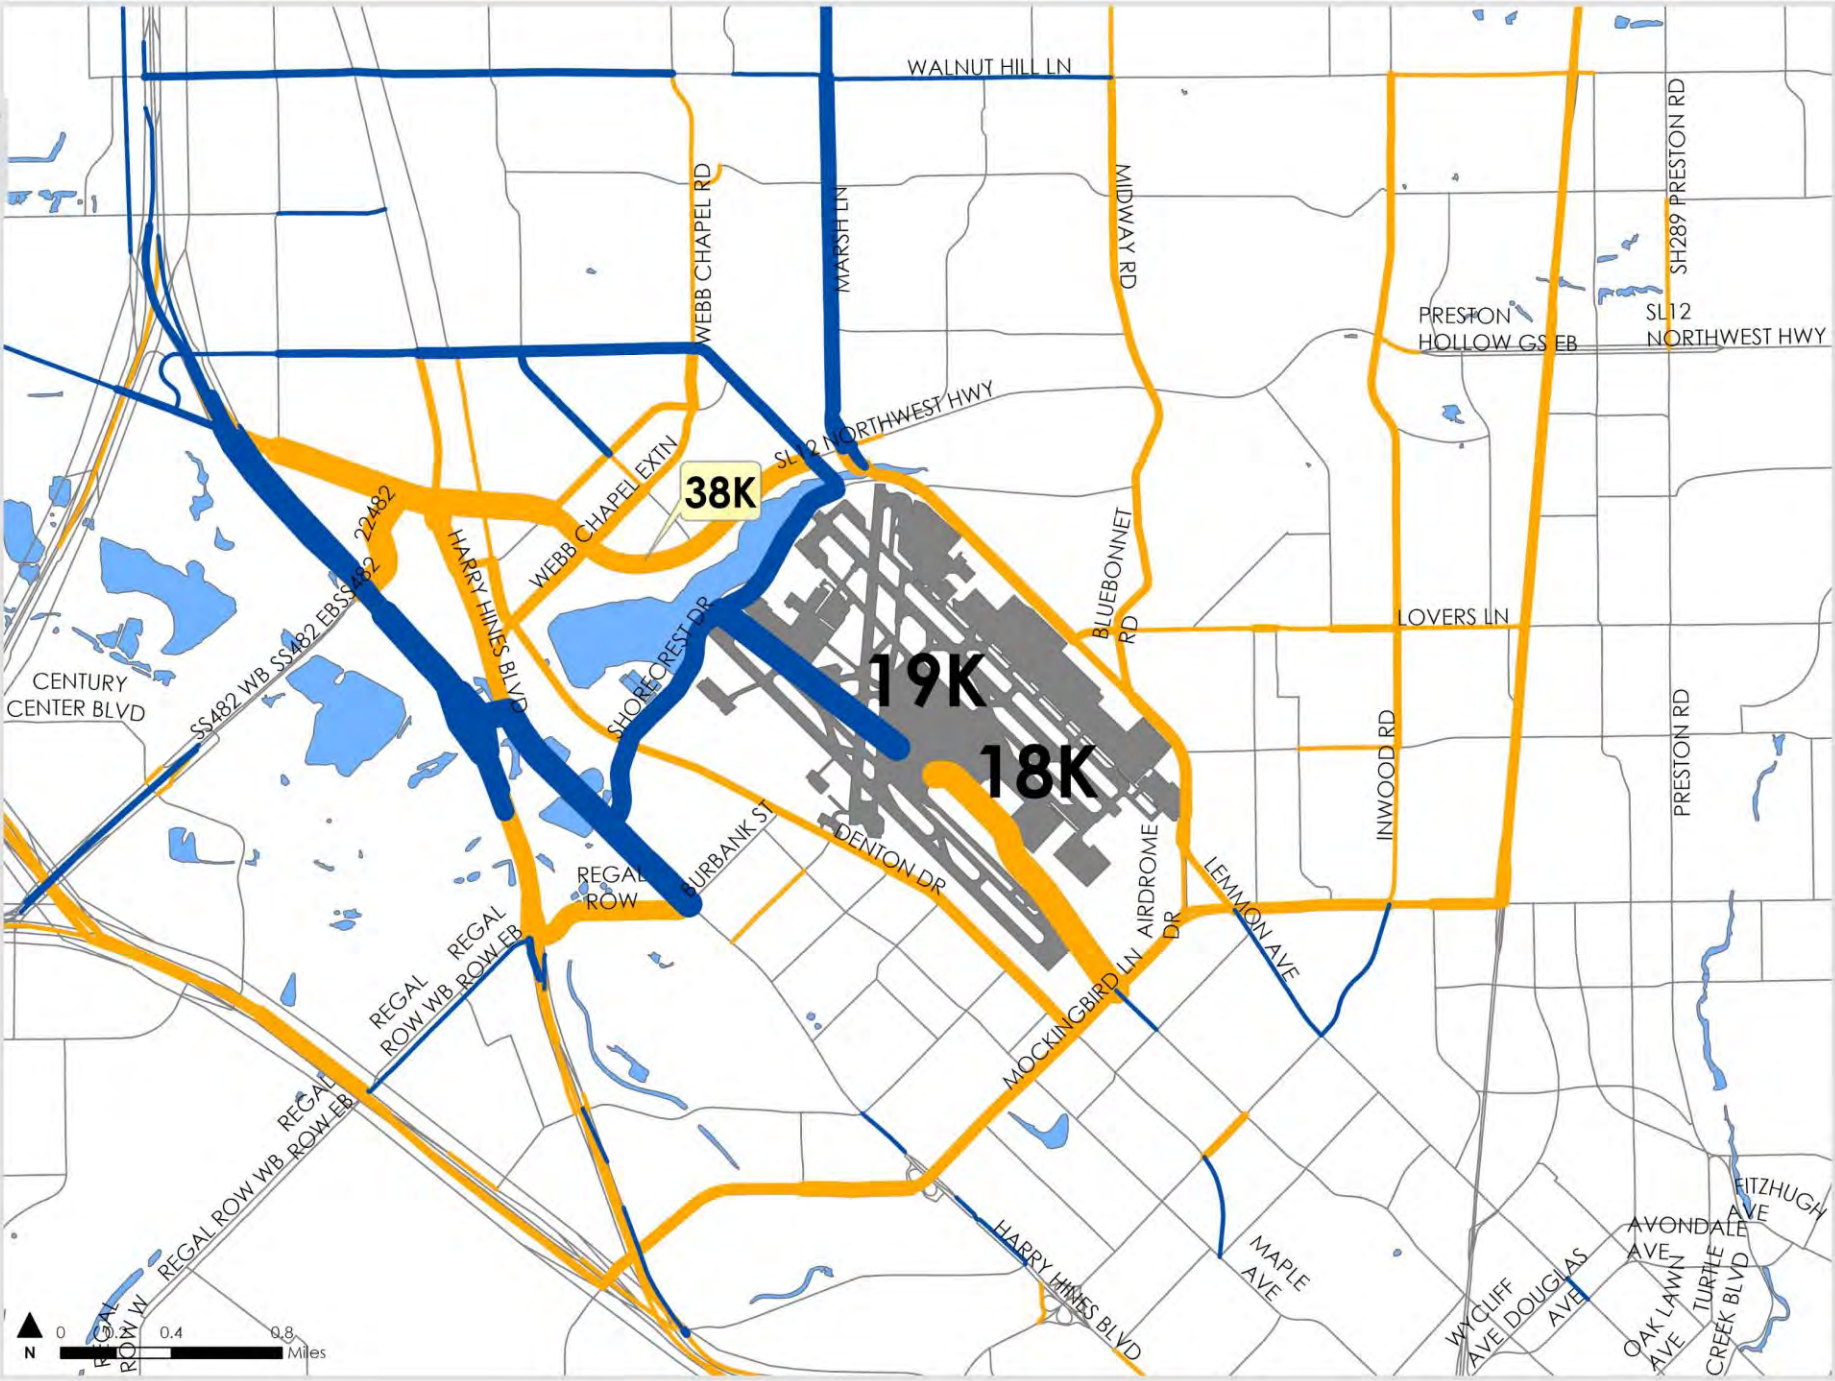 WALNUT HILL LN
WEBB CHAPEL RD
MARSH LN
MIDWAY RD
SH289 PRESTON RD
PRESTON
HOLLOW GS EB
SL12
NORTHWEST HWY
SL12 NORTHWEST HWY
38K
22482
WEBB CHAPEL EXTN
HARRY HINES BLVD
SS482 WB SS482 EBSS482
CENTURY
CENTER BLVD
SHORECREST DR
BLUEBONNET
RD
LOVERS LN
19K
18K
INWOOD RD
PRESTON RD
BURBANK ST
DENTON DR
AIRDROME
DR
LEMMON AVE
REGAL
ROW
REGAL
ROW EB
REGAL
ROW WB
MOCKINGBIRD LN
REGAL
ROW EB
REGAL ROW WB
REGAL
ROW W
HARRY HINES BLVD
MAPLE
AVE
WYCLIFF
AVE
DOUGLAS
AVE
AVONDALE
AVE
FITZHUGH
AVE
OAK LAWN
AVE
TURTLE
CREEK BLVD
N
0 0.2 0.4 0.8
Miles